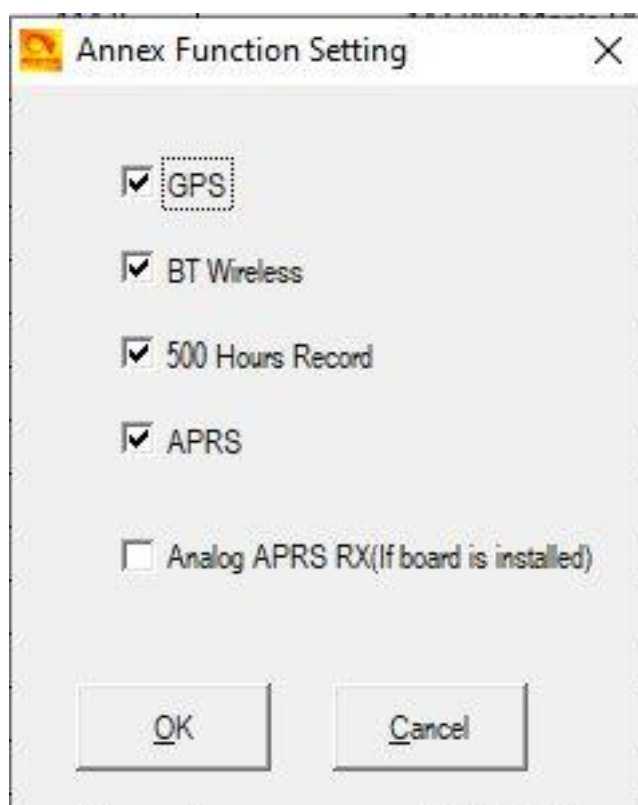 Annex Function Setting
GPS
BT Wireless
500 Hours Record
APRS
Analog APRS RX(If board is installed)
OK
Cancel